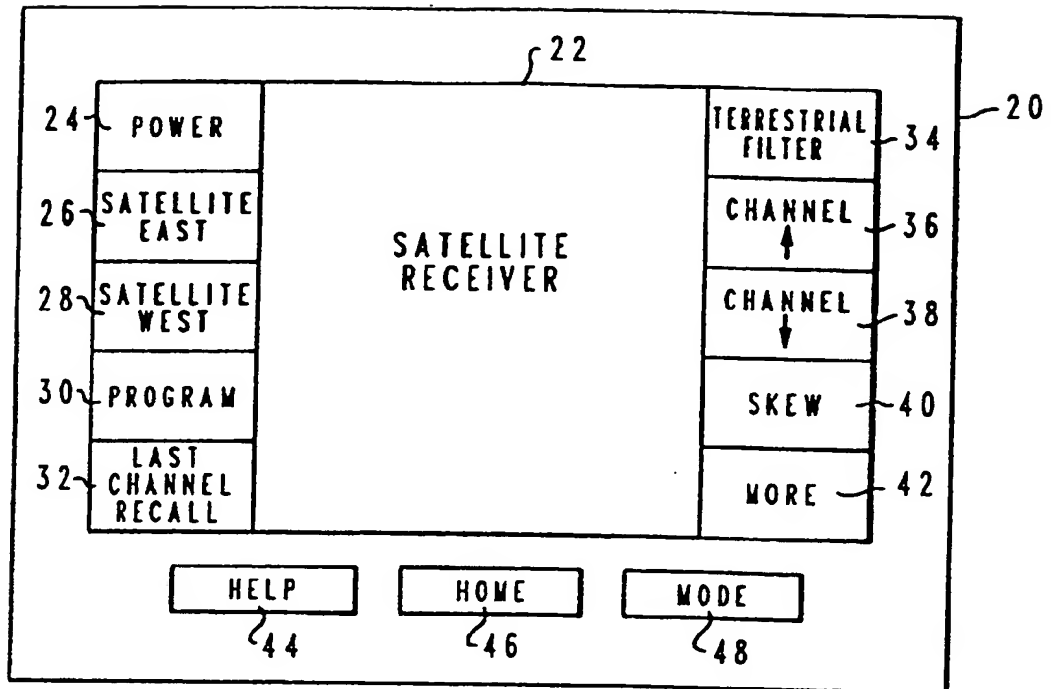 22
20
24
POWER
TERRESTRIAL
FILTER
34
26
SATELLITE
EAST
SATELLITE
RECEIVER
CHANNEL
36
28
SATELLITE
WEST
CHANNEL
38
30
PROGRAM
SKEW
40
32
LAST
CHANNEL
RECALL
MORE
42
HELP
HOME
MODE
44
46
48